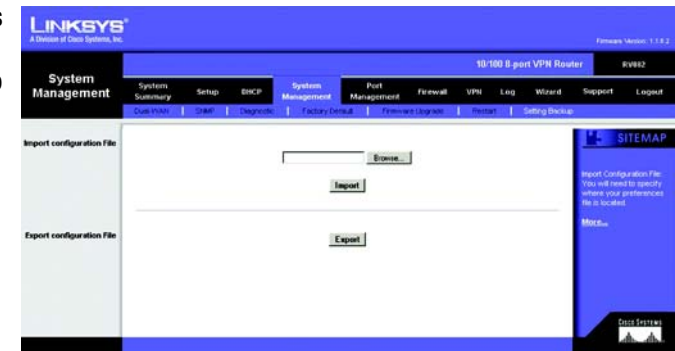 s
LINKSYS®
A Division of Cisco Systems, Inc.
Firmware Version: 1.1.8.2
10/100 8-port VPN Router
RV082
System Management
System Summary
Setup
DHCP
System Management
Port Management
Firewall
VPN
Log
Wizard
Support
Logout
Dual-WAN | SNMP | Diagnostic | Factory Default | Firmware Upgrade | Restart | Setting Backup
Import configuration File
Browse...
Import
Export configuration File
Export
SITEMAP
Import Configuration File:
You will need to specify
where your preferences
file is located.
More...
CISCO SYSTEMS